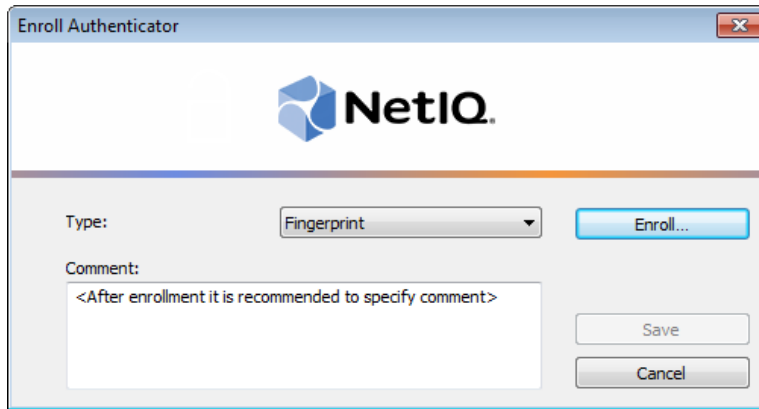 Enroll Authenticator
NetIQ.
Type:
Fingerprint
Enroll...
Comment:
<After enrollment it is recommended to specify comment>
Save
Cancel